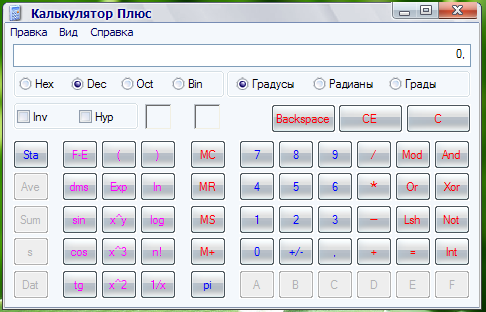 Калькулятор Плюс
Правка Вид Справка
0,
Hex Dec Oct Bin Градусы Радианы Грады
Inv Hyp Backspace CE C
Sta F-E ( ) MC 7 8 9 / Mod And
Ave dms Exp ln MR 4 5 6 * Or Xor
Sum sin x^y log MS 1 2 3 − Lsh Not
s cos x^3 n! M+ 0 +/- , + = Int
Dat tg x^2 1/x pi A B C D E F